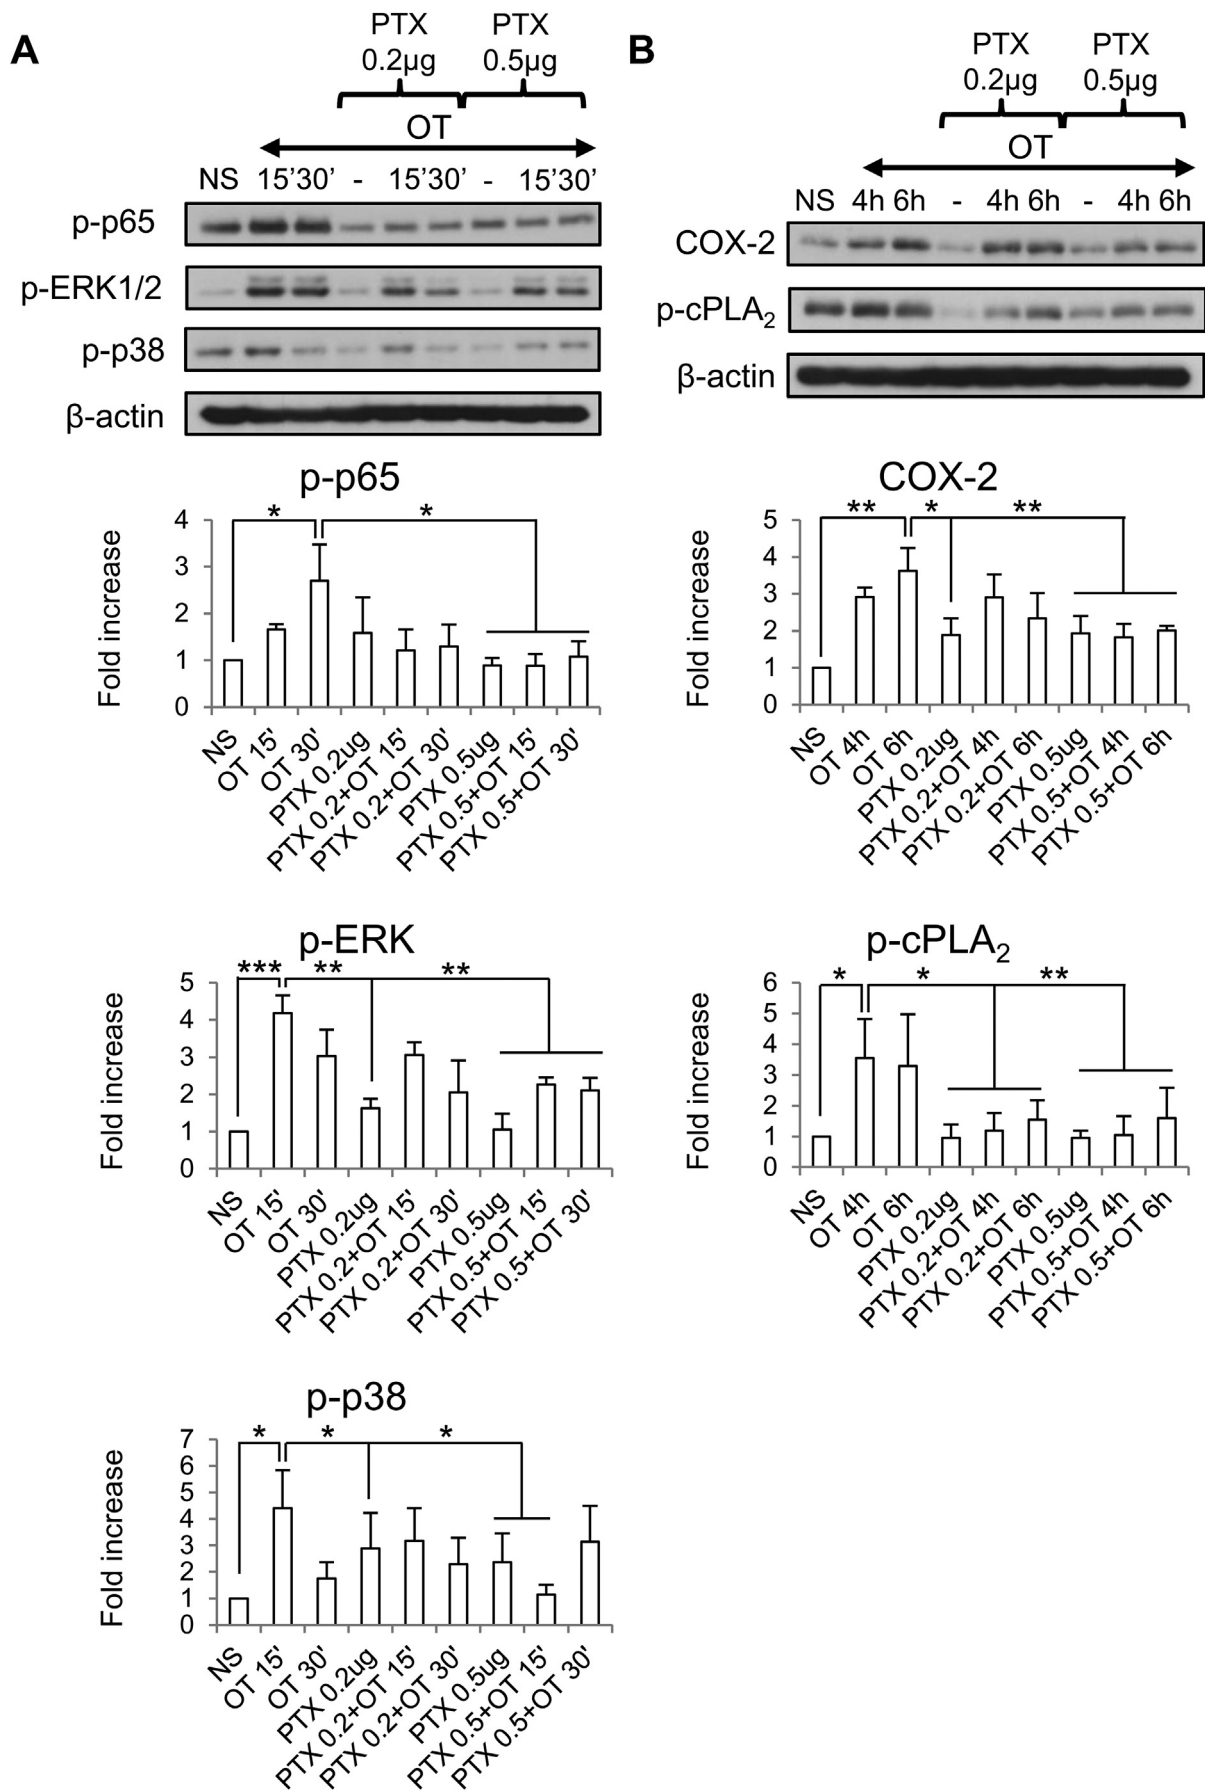 A
PTX
0.2µg
PTX
0.5µg
OT
NS 15’30’ - 15’30’ - 15’30’
p-p65
p-ERK1/2
p-p38
β-actin
p-p65
*
*
Fold increase
4
3
2
1
0
NS
OT 15'
OT 30'
PTX 0.2ug
PTX 0.2+OT 15'
PTX 0.2+OT 30'
PTX 0.5ug
PTX 0.5+OT 15'
PTX 0.5+OT 30'
p-ERK
***
**
**
Fold increase
5
4
3
2
1
0
NS
OT 15'
OT 30'
PTX 0.2ug
PTX 0.2+OT 15'
PTX 0.2+OT 30'
PTX 0.5ug
PTX 0.5+OT 15'
PTX 0.5+OT 30'
p-p38
*
*
*
Fold increase
7
6
5
4
3
2
1
0
NS
OT 15'
OT 30'
PTX 0.2ug
PTX 0.2+OT 15'
PTX 0.2+OT 30'
PTX 0.5ug
PTX 0.5+OT 15'
PTX 0.5+OT 30'
B
PTX
0.2µg
PTX
0.5µg
OT
NS 4h 6h - 4h 6h - 4h 6h
COX-2
p-cPLA₂
β-actin
COX-2
**
*
**
Fold increase
5
4
3
2
1
0
NS
OT 4h
OT 6h
PTX 0.2ug
PTX 0.2+OT 4h
PTX 0.2+OT 6h
PTX 0.5ug
PTX 0.5+OT 4h
PTX 0.5+OT 6h
p-cPLA₂
*
*
**
Fold increase
6
5
4
3
2
1
0
NS
OT 4h
OT 6h
PTX 0.2ug
PTX 0.2+OT 4h
PTX 0.2+OT 6h
PTX 0.5ug
PTX 0.5+OT 4h
PTX 0.5+OT 6h